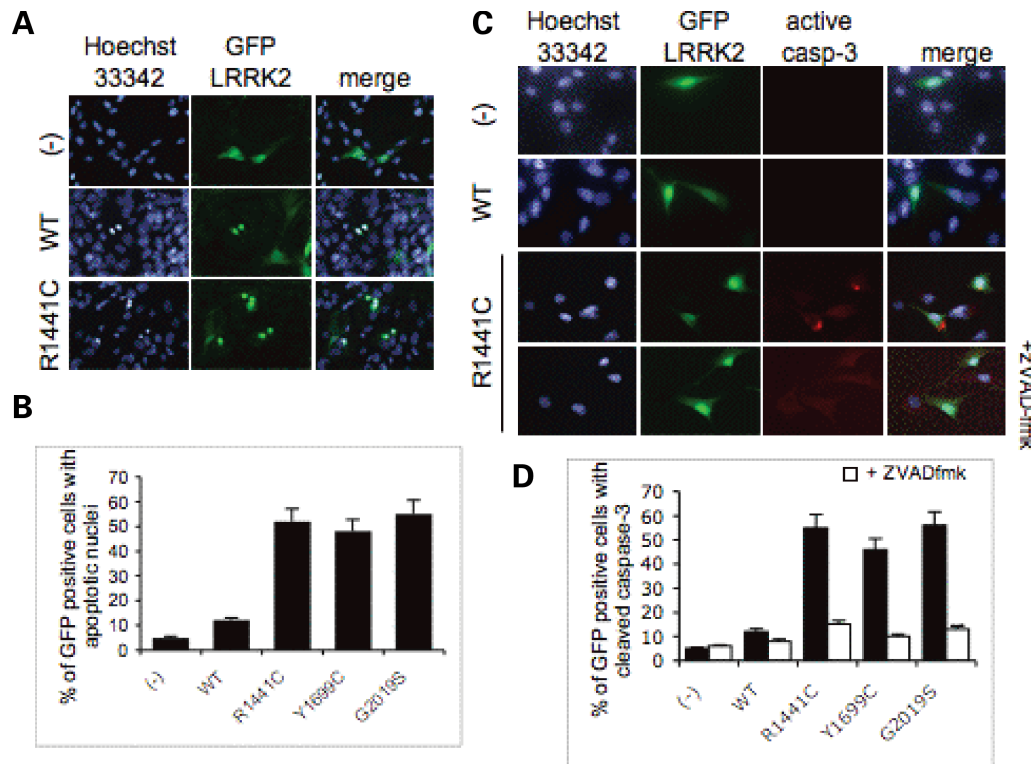 A
Hoechst
33342
GFP
LRRK2
merge
(-)
WT
R1441C
B
% of GFP positive cells with
apoptotic nuclei
70
60
50
40
30
20
10
0
(-)
WT
R1441C
Y1699C
G2019S
C
Hoechst
33342
GFP
LRRK2
active
casp-3
merge
(-)
WT
R1441C
+ZVAD-fmk
D
+ ZVADfmk
% of GFP positive cells with
cleaved caspase-3
70
60
50
40
30
20
10
0
(-)
WT
R1441C
Y1699C
G2019S